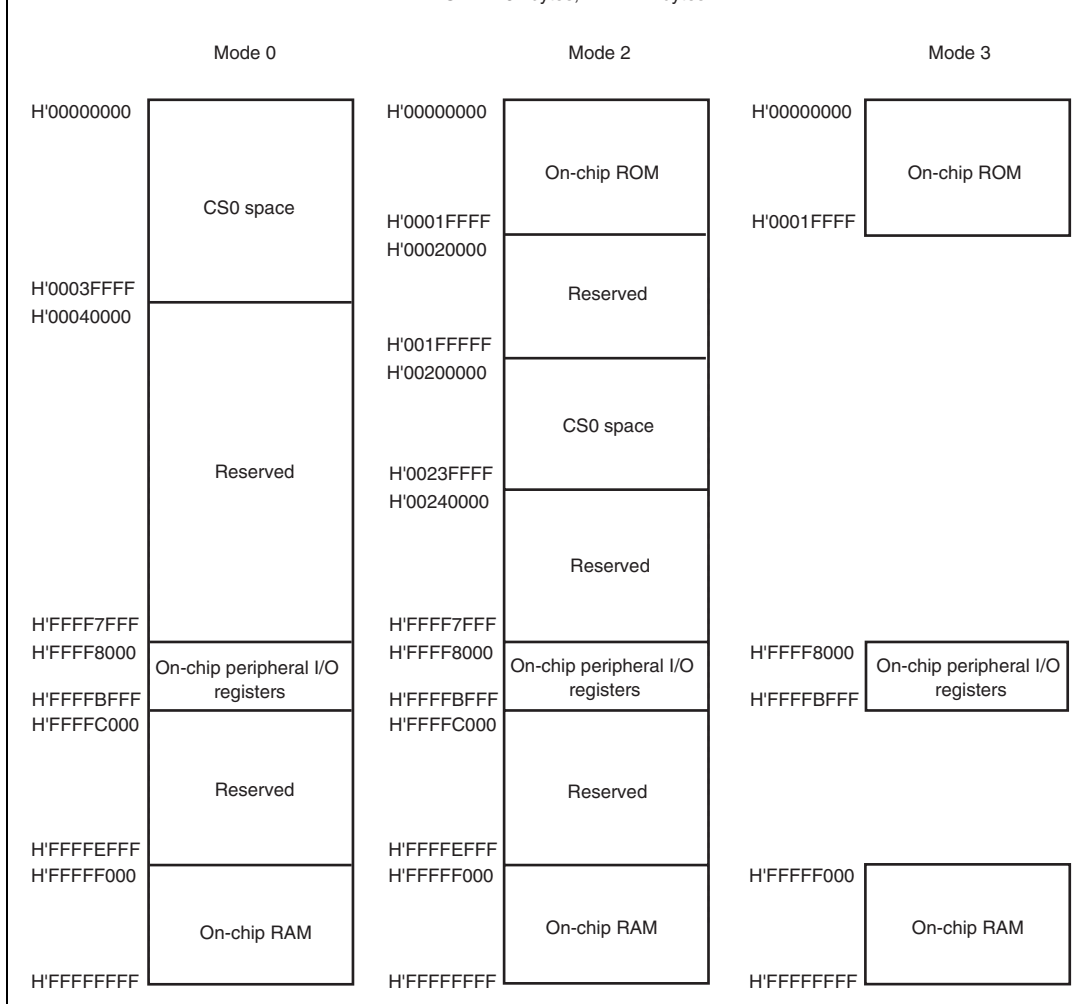 Mode 0
H'00000000
CS0 space
H'0003FFFF
H'00040000
Reserved
H'FFFF7FFF
H'FFFF8000
On-chip peripheral I/O
registers
H'FFFFBFFF
H'FFFFC000
Reserved
H'FFFFEFFF
H'FFFFF000
On-chip RAM
H'FFFFFFFF
Mode 2
H'00000000
On-chip ROM
H'0001FFFF
H'00020000
Reserved
H'001FFFFF
H'00200000
CS0 space
H'0023FFFF
H'00240000
Reserved
H'FFFF7FFF
H'FFFF8000
On-chip peripheral I/O
registers
H'FFFFBFFF
H'FFFFC000
Reserved
H'FFFFEFFF
H'FFFFF000
On-chip RAM
H'FFFFFFFF
Mode 3
H'00000000
On-chip ROM
H'0001FFFF
H'FFFF8000
On-chip peripheral I/O
registers
H'FFFFBFFF
H'FFFFF000
On-chip RAM
H'FFFFFFFF